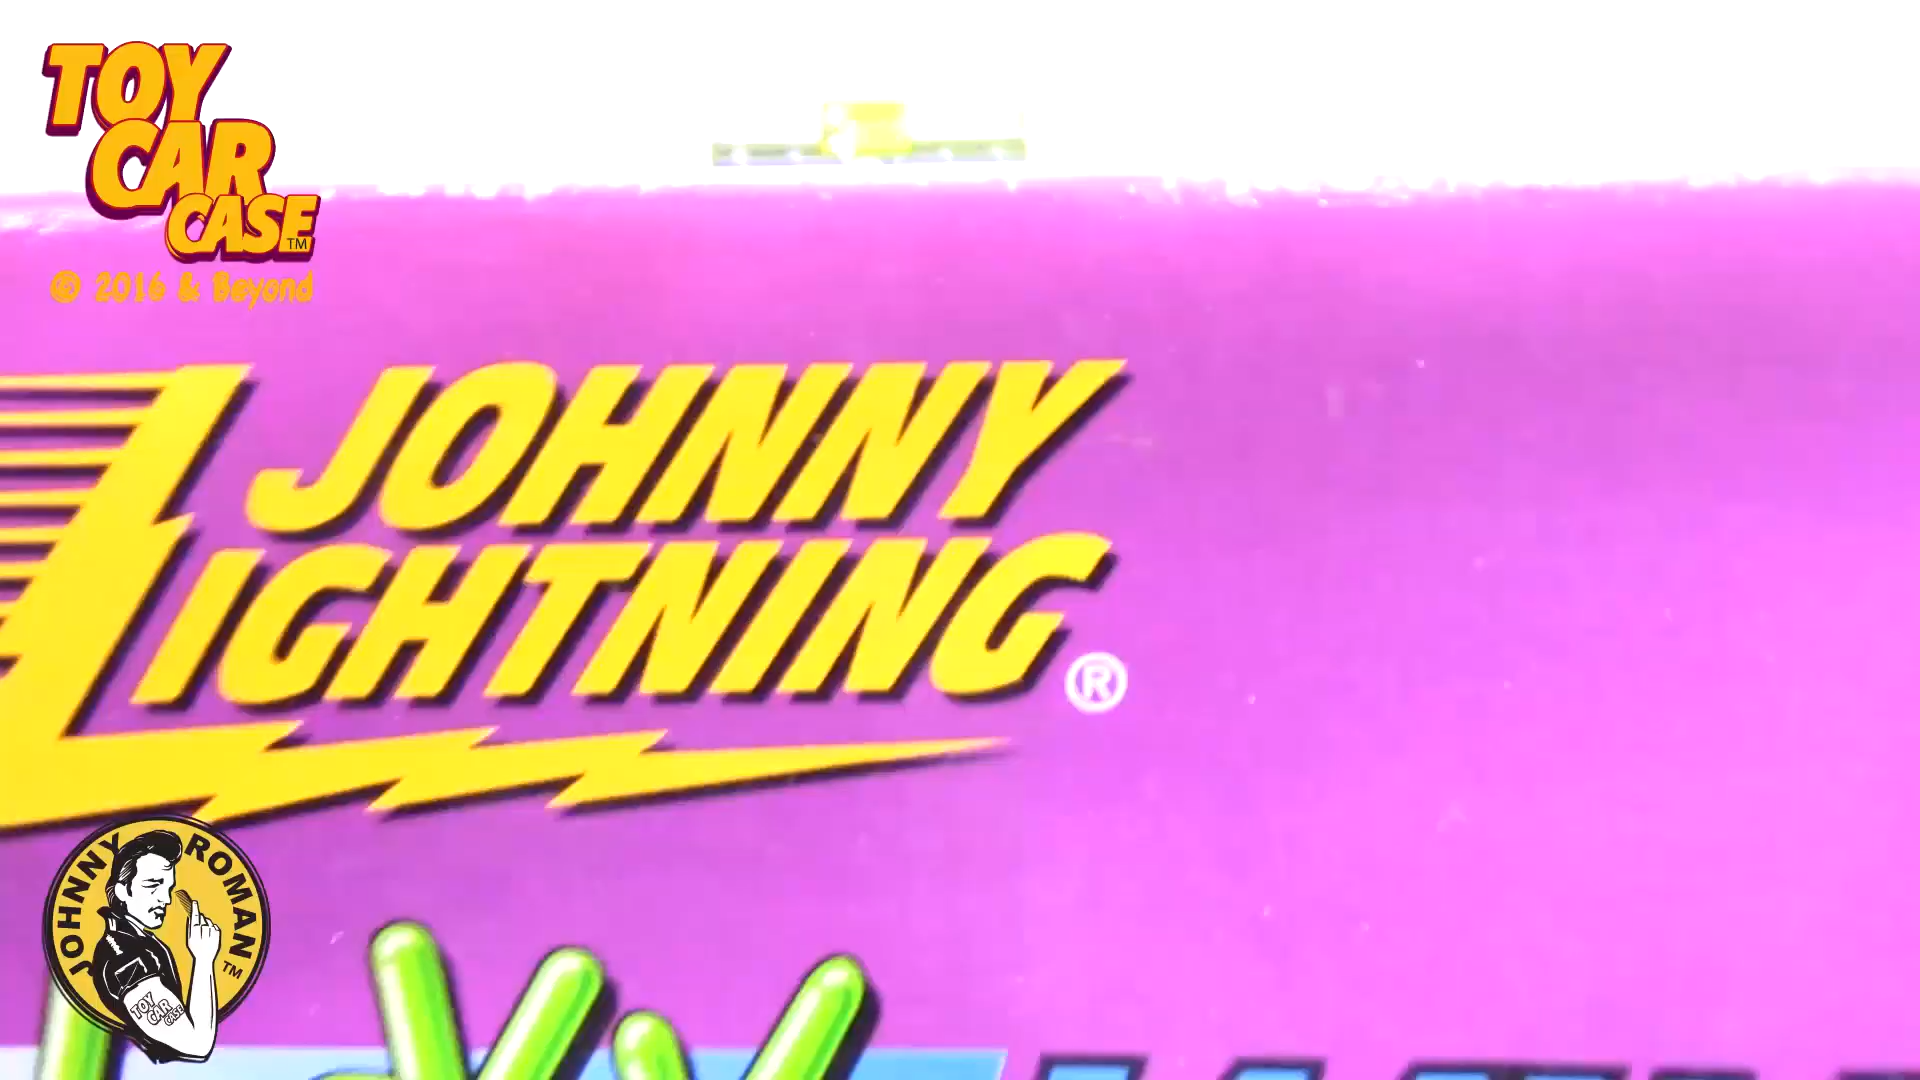 TOY
CAR
CASE
TM
© 2016 & Beyond
JOHNNY
LIGHTNING
®
JOHNNY ROMAN
TM
TOY
CAR
CASE